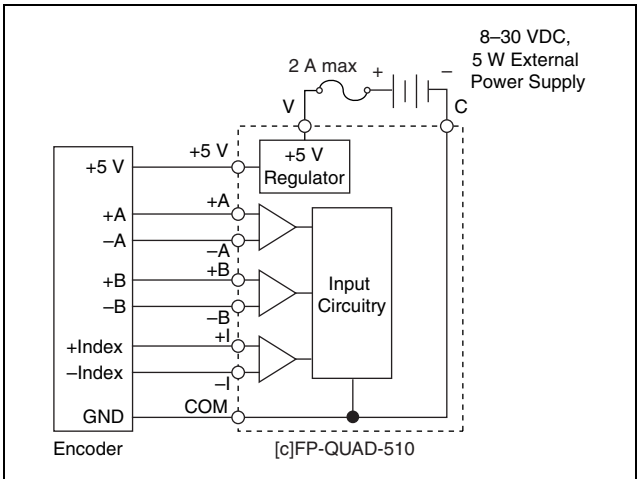 8–30 VDC,
5 W External
Power Supply
2 A max
+
–
V
C
+5 V
+5 V
+5 V
Regulator
+A
+A
–A
–A
+B
+B
–B
–B
Input
Circuitry
+Index
+I
–Index
–I
GND
COM
Encoder
[c]FP-QUAD-510